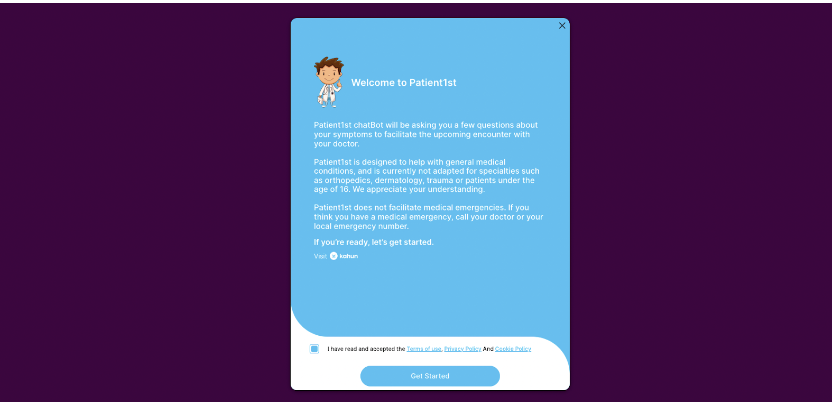 Welcome to Patient1st
Patient1st chatBot will be asking you a few questions about
your symptoms to facilitate the upcoming encounter with
your doctor.
Patient1st is designed to help with general medical
conditions, and is currently not adapted for specialties such
as orthopedics, dermatology, trauma or patients under the
age of 16. We appreciate your understanding.
Patient1st does not facilitate medical emergencies. If you
think you have a medical emergency, call your doctor or your
local emergency number.
If you're ready, let's get started.
Visit kahun
I have read and accepted the Terms of use, Privacy Policy And Cookie Policy
Get Started